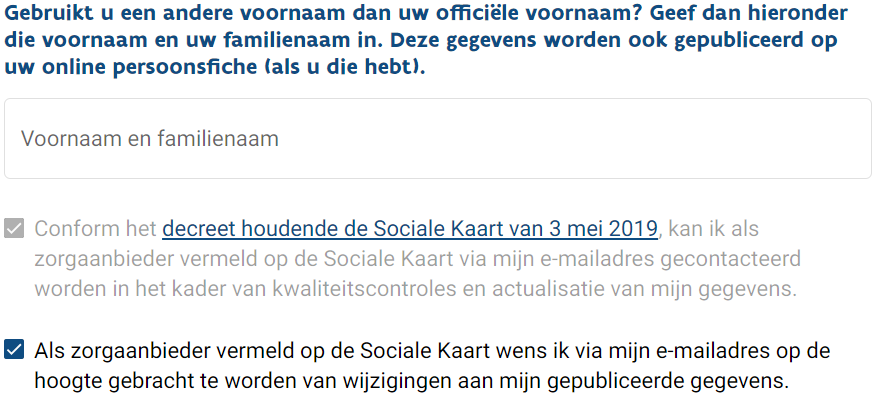 Gebruikt u een andere voornaam dan uw officiële voornaam? Geef dan hieronder
die voornaam en uw familienaam in. Deze gegevens worden ook gepubliceerd op
uw online persoonsfiche (als u die hebt).
Voornaam en familienaam
Conform het decreet houdende de Sociale Kaart van 3 mei 2019, kan ik als
zorgaanbieder vermeld op de Sociale Kaart via mijn e-mailadres gecontacteerd
worden in het kader van kwaliteitscontroles en actualisatie van mijn gegevens.
Als zorgaanbieder vermeld op de Sociale Kaart wens ik via mijn e-mailadres op de
hoogte gebracht te worden van wijzigingen aan mijn gepubliceerde gegevens.